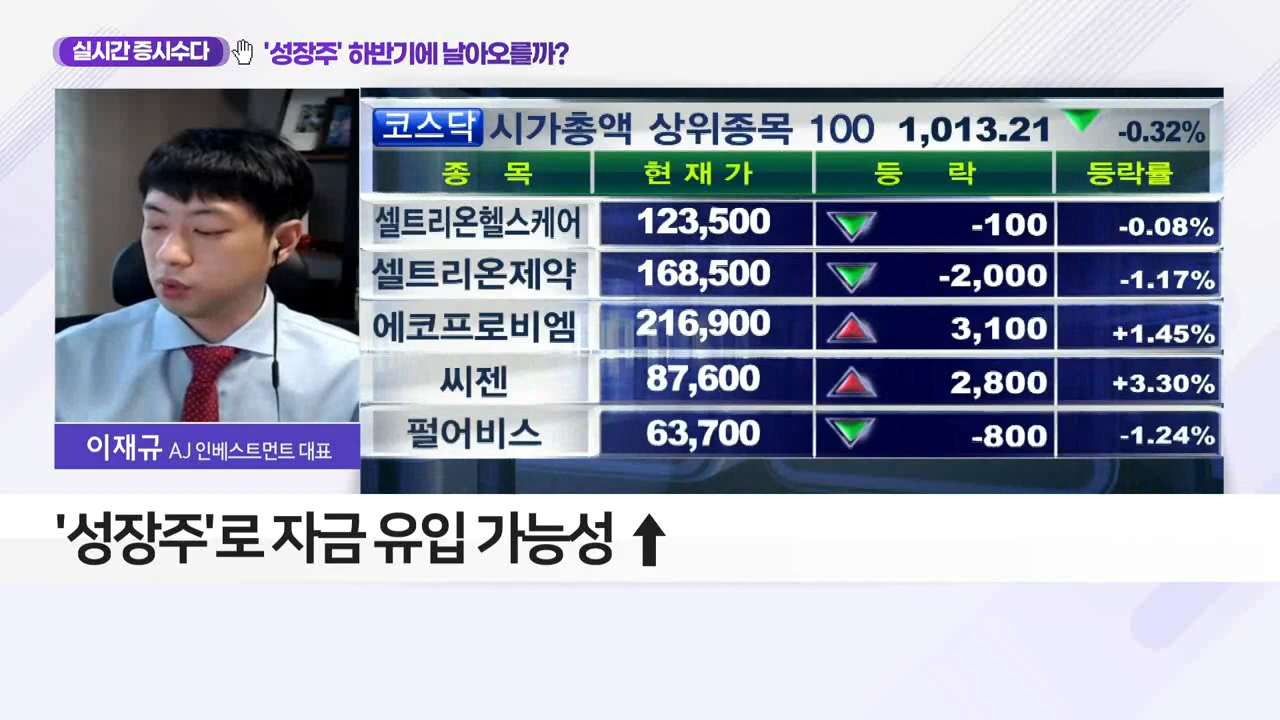 실시간 증시수다 '성장주' 하반기에 날아오를까?
코스닥 시가총액 상위종목 100 1,013.21 -0.32%
종 목 현 재 가 등 락 등락률
셀트리온헬스케어 123,500 -100 -0.08%
셀트리온제약 168,500 -2,000 -1.17%
에코프로비엠 216,900 3,100 +1.45%
씨젠 87,600 2,800 +3.30%
펄어비스 63,700 -800 -1.24%
이재규 AJ 인베스트먼트 대표
'성장주'로 자금 유입 가능성 ↑